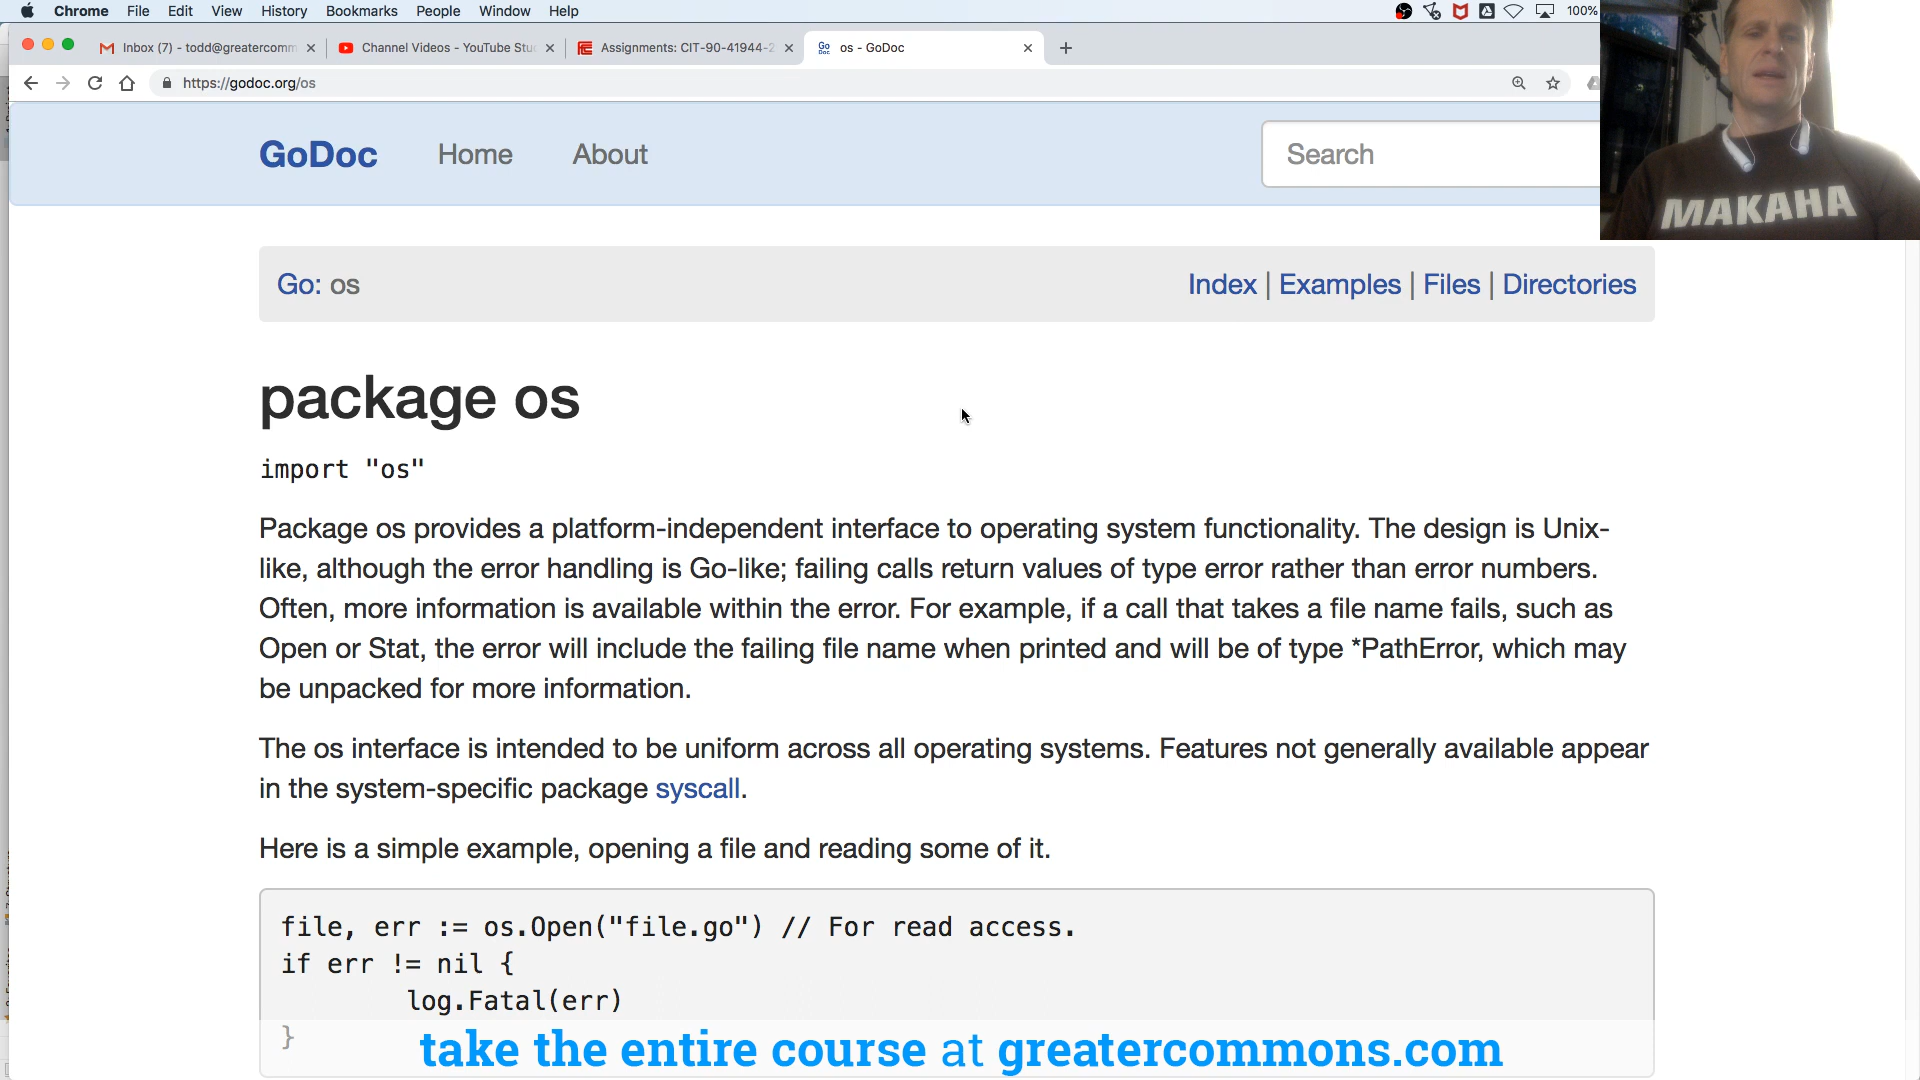 Chrome File Edit View History Bookmarks People Window Help 100%
Inbox (7) - todd@greatercomm
Channel Videos - YouTube Stu
Assignments: CIT-90-41944-2
os - GoDoc
https://godoc.org/os
GoDoc Home About Search
MAKAHA
Go: os Index | Examples | Files | Directories
package os
import "os"
Package os provides a platform-independent interface to operating system functionality. The design is Unix-
like, although the error handling is Go-like; failing calls return values of type error rather than error numbers.
Often, more information is available within the error. For example, if a call that takes a file name fails, such as
Open or Stat, the error will include the failing file name when printed and will be of type *PathError, which may
be unpacked for more information.
The os interface is intended to be uniform across all operating systems. Features not generally available appear
in the system-specific package syscall.
Here is a simple example, opening a file and reading some of it.
file, err := os.Open("file.go") // For read access.
if err != nil {
log.Fatal(err)
}
take the entire course at greatercommons.com